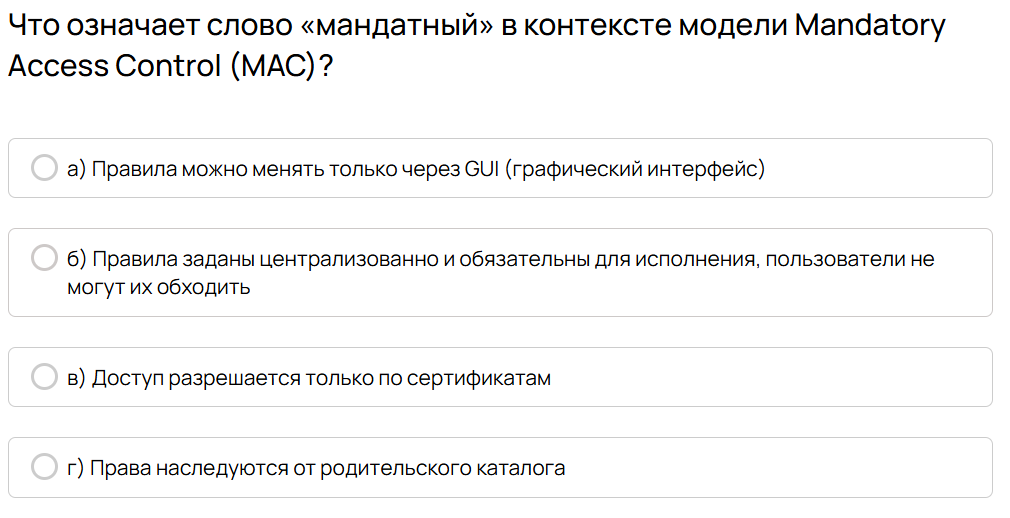 Что означает слово «мандатный» в контексте модели Mandatory
Access Control (MAC)?
а) Правила можно менять только через GUI (графический интерфейс)
б) Правила заданы централизованно и обязательны для исполнения, пользователи не
могут их обходить
в) Доступ разрешается только по сертификатам
г) Права наследуются от родительского каталога